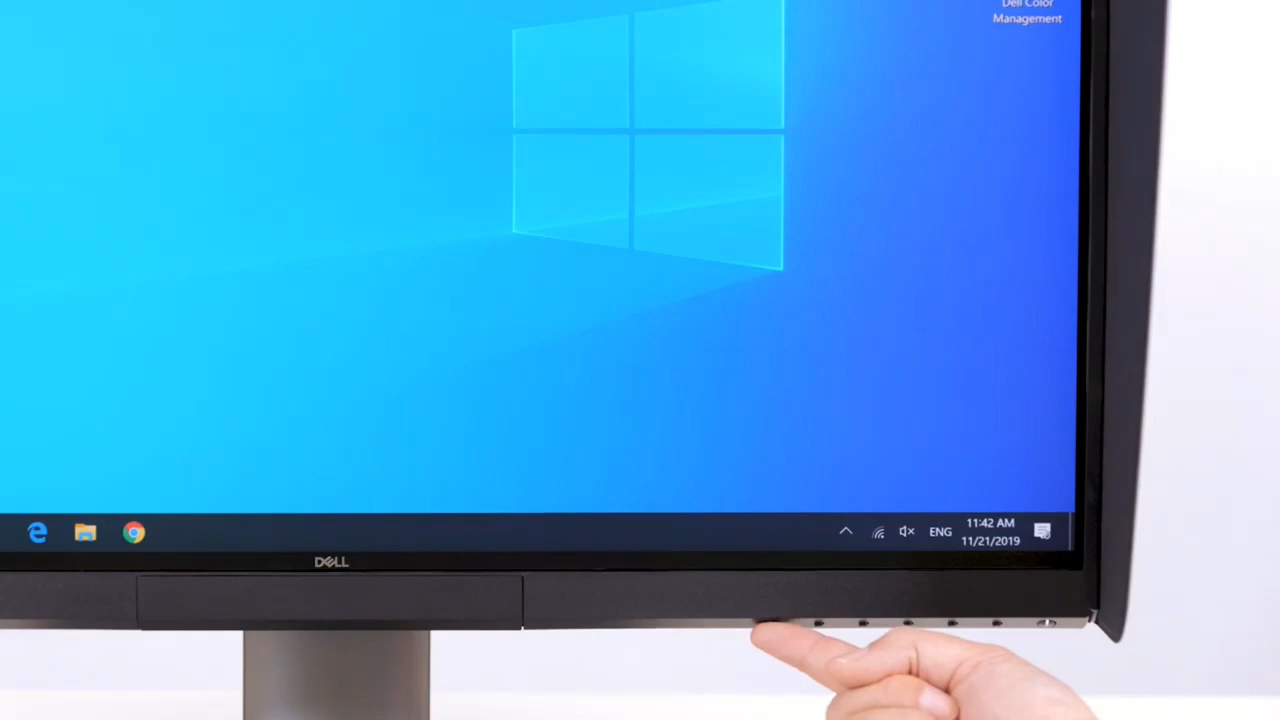 Dell Color
Management
ENG
11:42 AM
11/21/2019
DELL